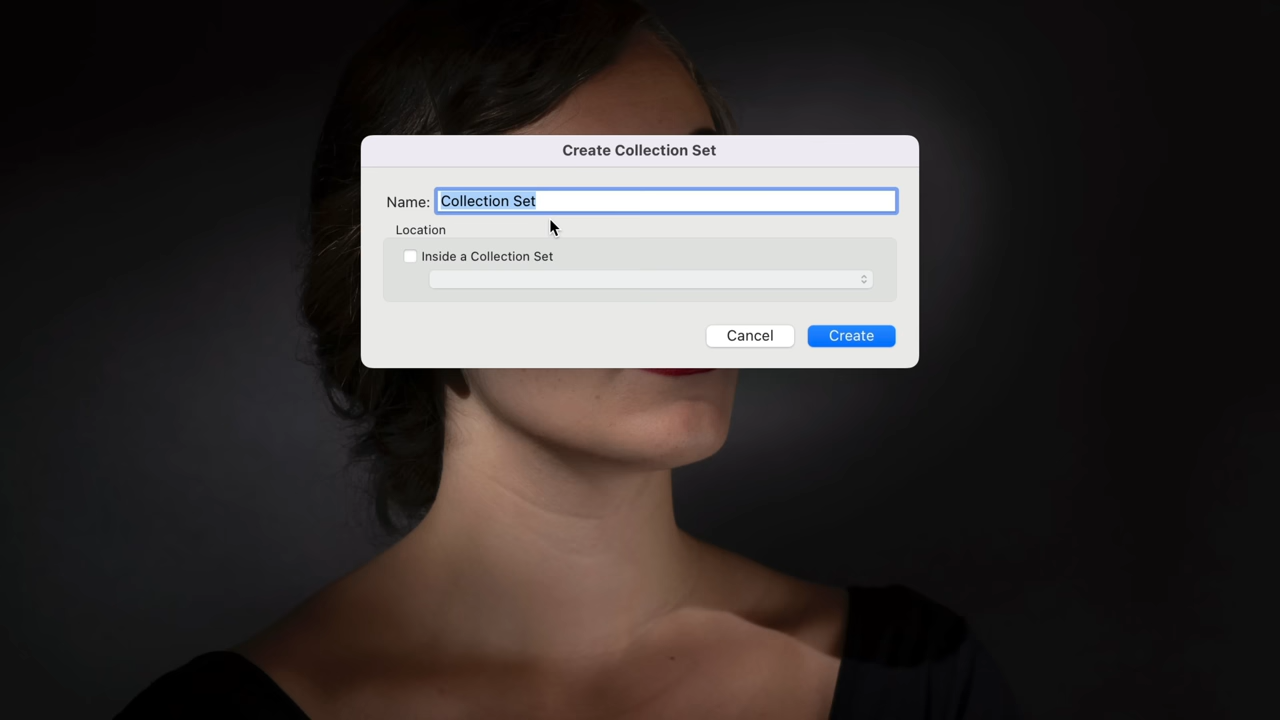 Create Collection Set
Name: Collection Set
Location
Inside a Collection Set
Cancel Create